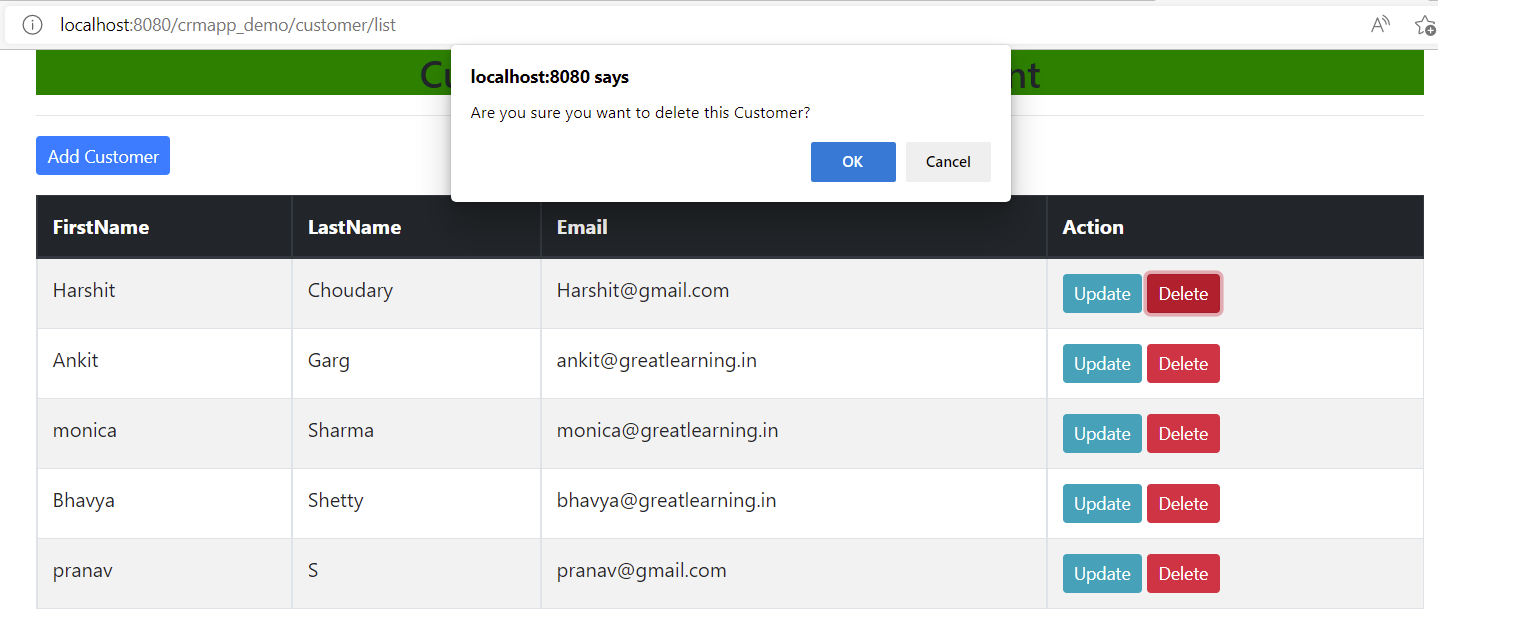 localhost:8080/crmapp_demo/customer/list
localhost:8080 says
Are you sure you want to delete this Customer?
OK Cancel
Add Customer
FirstName LastName Email Action
Harshit Choudary Harshit@gmail.com Update Delete
Ankit Garg ankit@greatlearning.in Update Delete
monica Sharma monica@greatlearning.in Update Delete
Bhavya Shetty bhavya@greatlearning.in Update Delete
pranav S pranav@gmail.com Update Delete